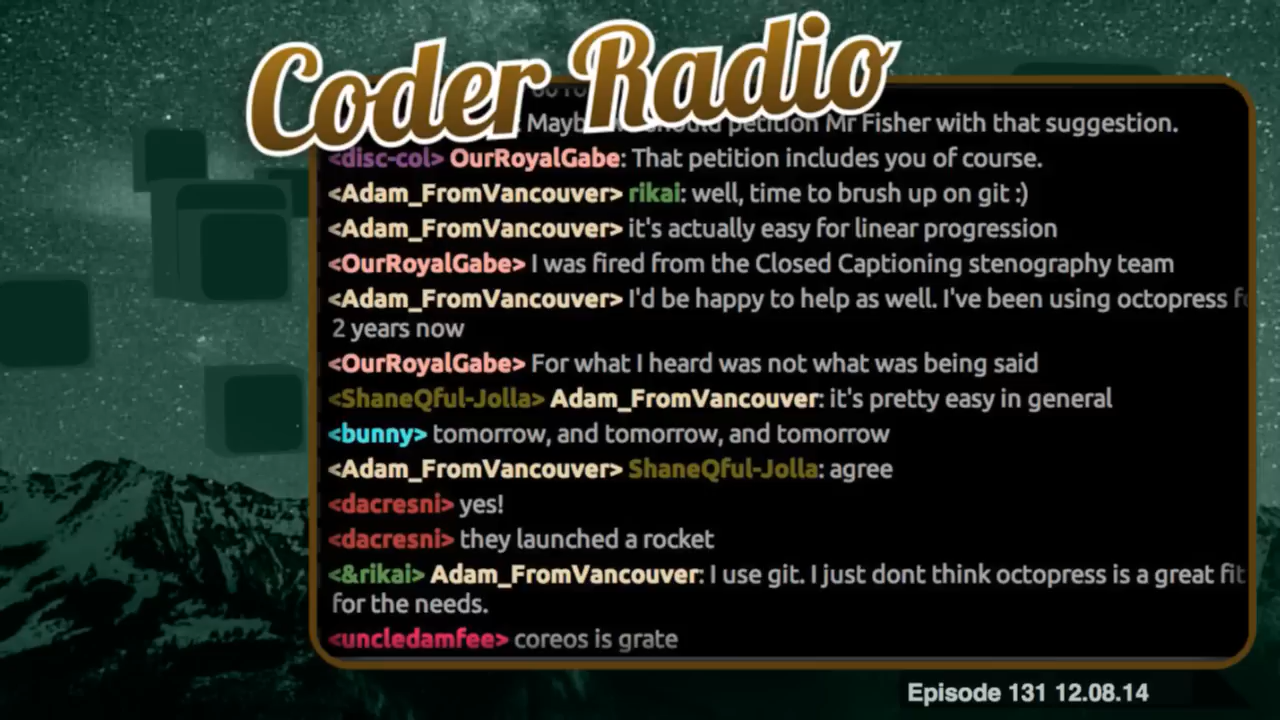 Coder Radio
petition Mr Fisher with that suggestion.
<disc-col> OurRoyalGabe: That petition includes you of course.
<Adam_FromVancouver> rikai: well, time to brush up on git :)
<Adam_FromVancouver> it's actually easy for linear progression
<OurRoyalGabe> I was fired from the Closed Captioning stenography team
<Adam_FromVancouver> I'd be happy to help as well. I've been using octopress
2 years now
<OurRoyalGabe> For what I heard was not what was being said
<ShaneQful-Jolla> Adam_FromVancouver: it's pretty easy in general
<bunny> tomorrow, and tomorrow, and tomorrow
<Adam_FromVancouver> ShaneQful-Jolla: agree
<dacresni> yes!
<dacresni> they launched a rocket
<&rikai> Adam_FromVancouver: I use git. I just dont think octopress is a great fit
for the needs.
<uncledamfee> coreos is grate
Episode 131 12.08.14